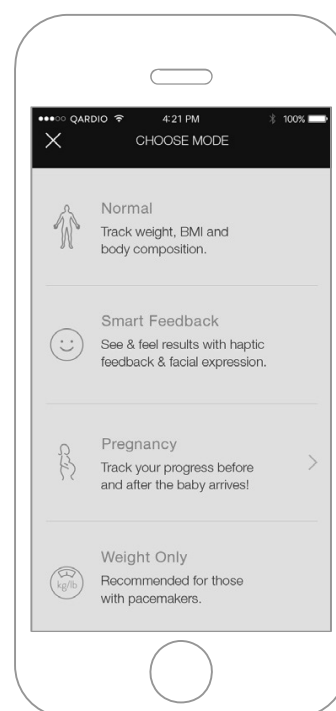 QARDIO 4:21 PM 100%
CHOOSE MODE
Normal
Track weight, BMI and
body composition.
Smart Feedback
See & feel results with haptic
feedback & facial expression.
Pregnancy
Track your progress before
and after the baby arrives!
Weight Only
kg/lb
Recommended for those
with pacemakers.